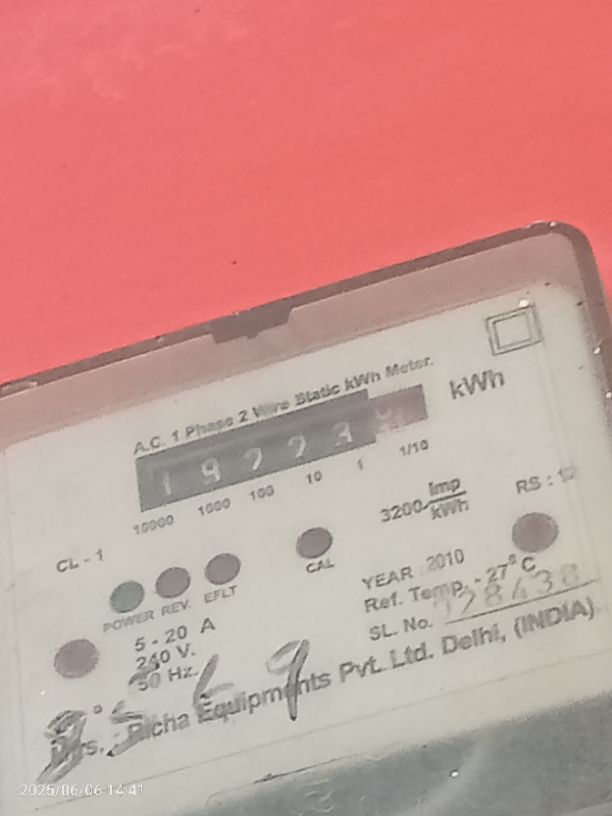 A.C. 1 Phase 2 Wire Static kWh Meter.
kWh
1 9 7 7 3
10000 1000 100 10 1 1/10
3200 imp/kWh
RS :
CL - 1
CAL
POWER REV. EFLT
YEAR : 2010
Ref. Temp. - 27°C
SL. No. 28438
5 - 20 A
240 V.
50 Hz.
Richa Equipments Pvt. Ltd. Delhi, (INDIA)
2025/06/06 14:41